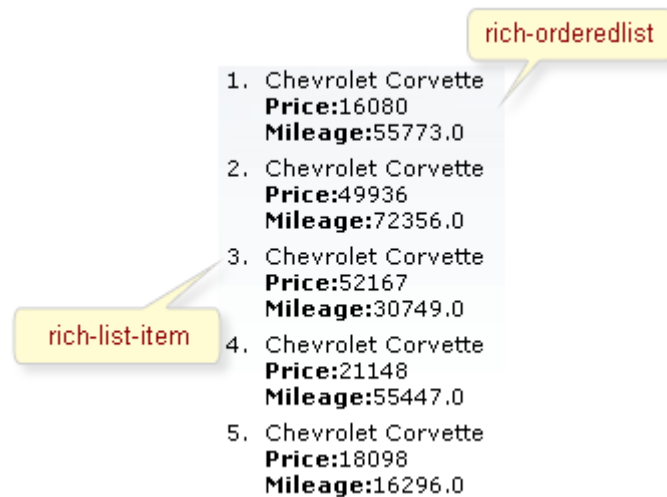 rich-orderedlist
1. Chevrolet Corvette
Price:16080
Mileage:55773.0
2. Chevrolet Corvette
Price:49936
Mileage:72356.0
3. Chevrolet Corvette
Price:52167
Mileage:30749.0
rich-list-item
4. Chevrolet Corvette
Price:21148
Mileage:55447.0
5. Chevrolet Corvette
Price:18098
Mileage:16296.0